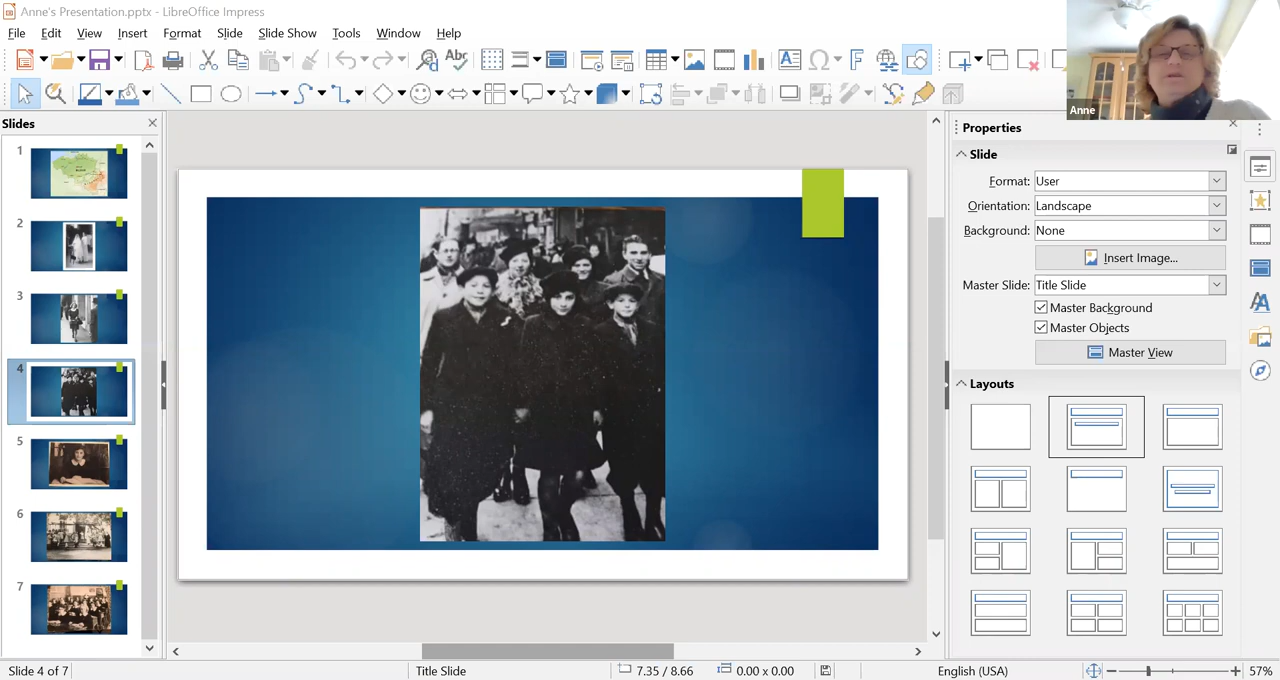 Anne's Presentation.pptx - LibreOffice Impress
File Edit View Insert Format Slide Slide Show Tools Window Help
Abc
Anne
Slides
Properties
1
Slide
Format: User
Orientation: Landscape
2
Background: None
Insert Image...
Master Slide: Title Slide
3
Master Background
Master Objects
Master View
4
Layouts
5
6
7
Slide 4 of 7
Title Slide
7.35 / 8.66
0.00 x 0.00
English (USA)
57%